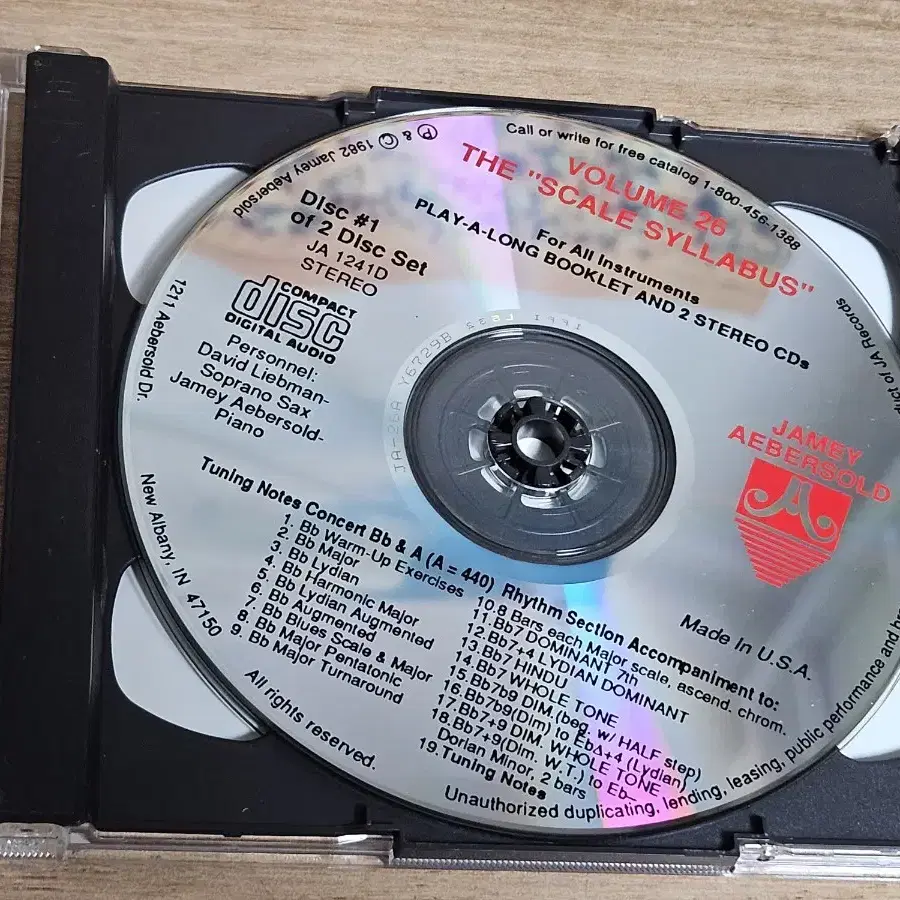 Call or write for free catalog 1-800-456-1388
VOLUME 26
THE "SCALE SYLLABUS"
For All Instruments
PLAY-A-LONG BOOKLET AND 2 STEREO CDs
℗ & © 1982 Jamey Aebersold
Disc #1
of 2 Disc Set
JA 1241D
STEREO
COMPACT
disc
DIGITAL AUDIO
Personnel:
David Liebman-
Soprano Sax
Jamey Aebersold-
Piano
JAMEY
AEBERSOLD
JA
Made in U.S.A.
Tuning Notes Concert Bb & A (A = 440)
1. Bb Warm-Up Exercises
2. Bb Major
3. Bb Lydian
4. Bb Harmonic Major
5. Bb Lydian Augmented
6. Bb Augmented
7. Bb Blues Scale & Major
8. Bb Major Pentatonic
9. Bb Major Turnaround
Rhythm Section Accompaniment to:
10.8 Bars each Major scale, ascend. chrom.
11.Bb7 DOMINANT 7th
12.Bb7+4 LYDIAN DOMINANT
13.Bb7 HINDU
14.Bb7 WHOLE TONE
15.Bb7b9 DIM.(beg. w/ HALF step)
16.Bb7b9(Dim) to EbΔ+4 (Lydian)
17.Bb7+9 DIM. WHOLE TONE
18.Bb7+9(Dim. W.T.) to Eb–
Dorian Minor, 2 bars
19.Tuning Notes
1211 Aebersold Dr.
New Albany, IN 47150
All rights reserved.
Unauthorized duplicating, lending, leasing, public performance and
of JA Records